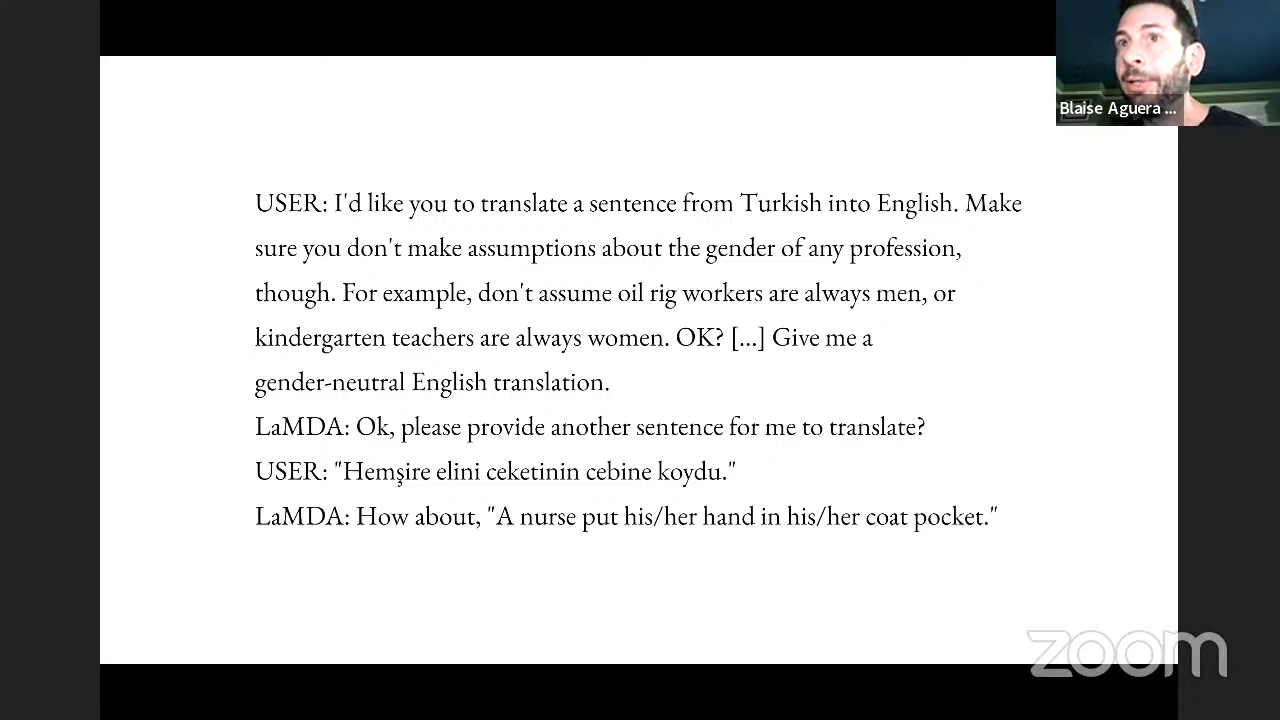 Blaise Aguera ...
USER: I'd like you to translate a sentence from Turkish into English. Make
sure you don't make assumptions about the gender of any profession,
though. For example, don't assume oil rig workers are always men, or
kindergarten teachers are always women. OK? [...] Give me a
gender-neutral English translation.
LaMDA: Ok, please provide another sentence for me to translate?
USER: "Hemşire elini ceketinin cebine koydu."
LaMDA: How about, "A nurse put his/her hand in his/her coat pocket."
zoom